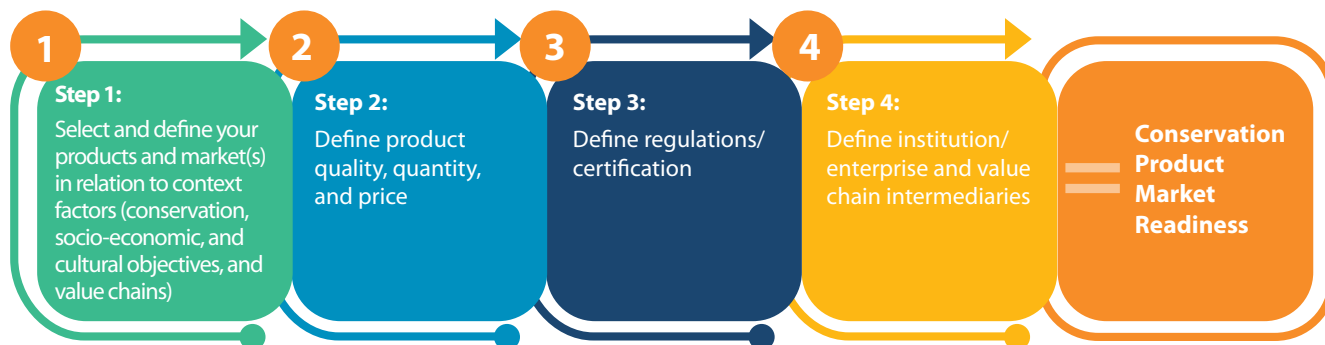 1
Step 1:
Select and define your
products and market(s)
in relation to context
factors (conservation,
socio-economic, and
cultural objectives, and
value chains)
2
Step 2:
Define product
quality, quantity,
and price
3
Step 3:
Define regulations/
certification
4
Step 4:
Define institution/
enterprise and value
chain intermediaries
=
Conservation
Product
Market
Readiness